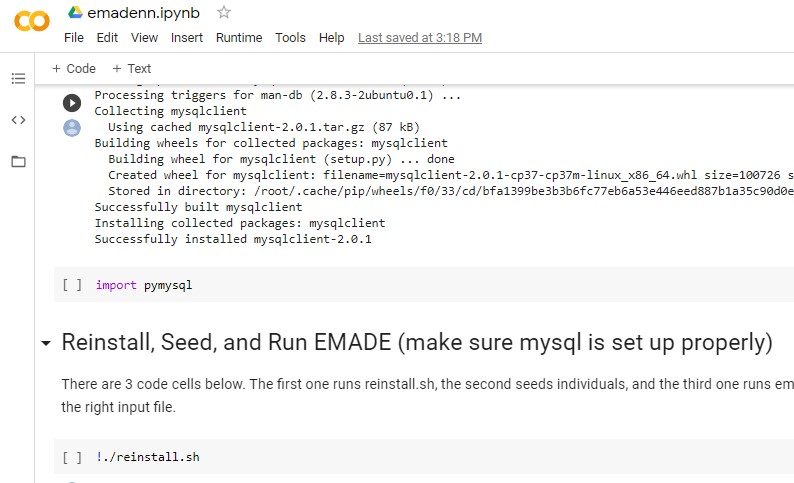 emadenn.ipynb
File Edit View Insert Runtime Tools Help Last saved at 3:18 PM
+ Code + Text
Processing triggers for man-db (2.8.3-2ubuntu0.1) ...
Collecting mysqlclient
Using cached mysqlclient-2.0.1.tar.gz (87 kB)
Building wheels for collected packages: mysqlclient
Building wheel for mysqlclient (setup.py) ... done
Created wheel for mysqlclient: filename=mysqlclient-2.0.1-cp37-cp37m-linux_x86_64.whl size=100726 s
Stored in directory: /root/.cache/pip/wheels/f0/33/cd/bfa1399be3b3b6fc77eb6a53e446eed887b1a35c90d0e
Successfully built mysqlclient
Installing collected packages: mysqlclient
Successfully installed mysqlclient-2.0.1
[ ] import pymysql
Reinstall, Seed, and Run EMADE (make sure mysql is set up properly)
There are 3 code cells below. The first one runs reinstall.sh, the second seeds individuals, and the third one runs em
the right input file.
[ ] !./reinstall.sh